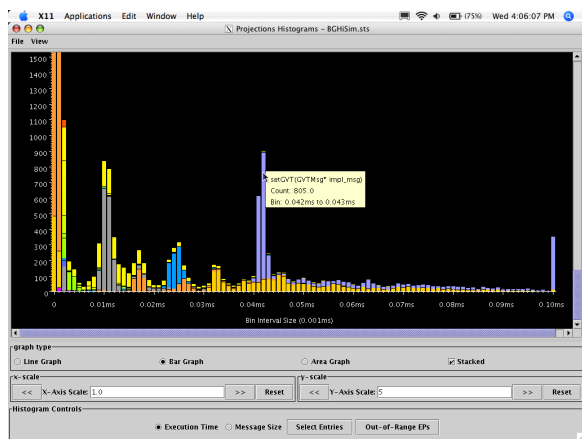 X11 Applications Edit Window Help (75%) Wed 4:06:07 PM
Projections Histograms - BGHiSim.sts
File View
1500
1400
1300
1200
1100
1000
900
800
700
600
500
400
300
200
100
0
setGVT(GVTMsg* impl_msg)
Count: 805.0
Bin: 0.042ms to 0.043ms
0 0.01ms 0.02ms 0.03ms 0.04ms 0.05ms 0.06ms 0.07ms 0.08ms 0.09ms 0.10ms
Bin Interval Size (0.001ms)
graph type
Line Graph Bar Graph Area Graph Stacked
x-scale y-scale
<< X-Axis Scale: 1.0 >> Reset << Y-Axis Scale: 5 >> Reset
Histogram Controls
Execution Time Message Size Select Entries Out-of-Range EPs